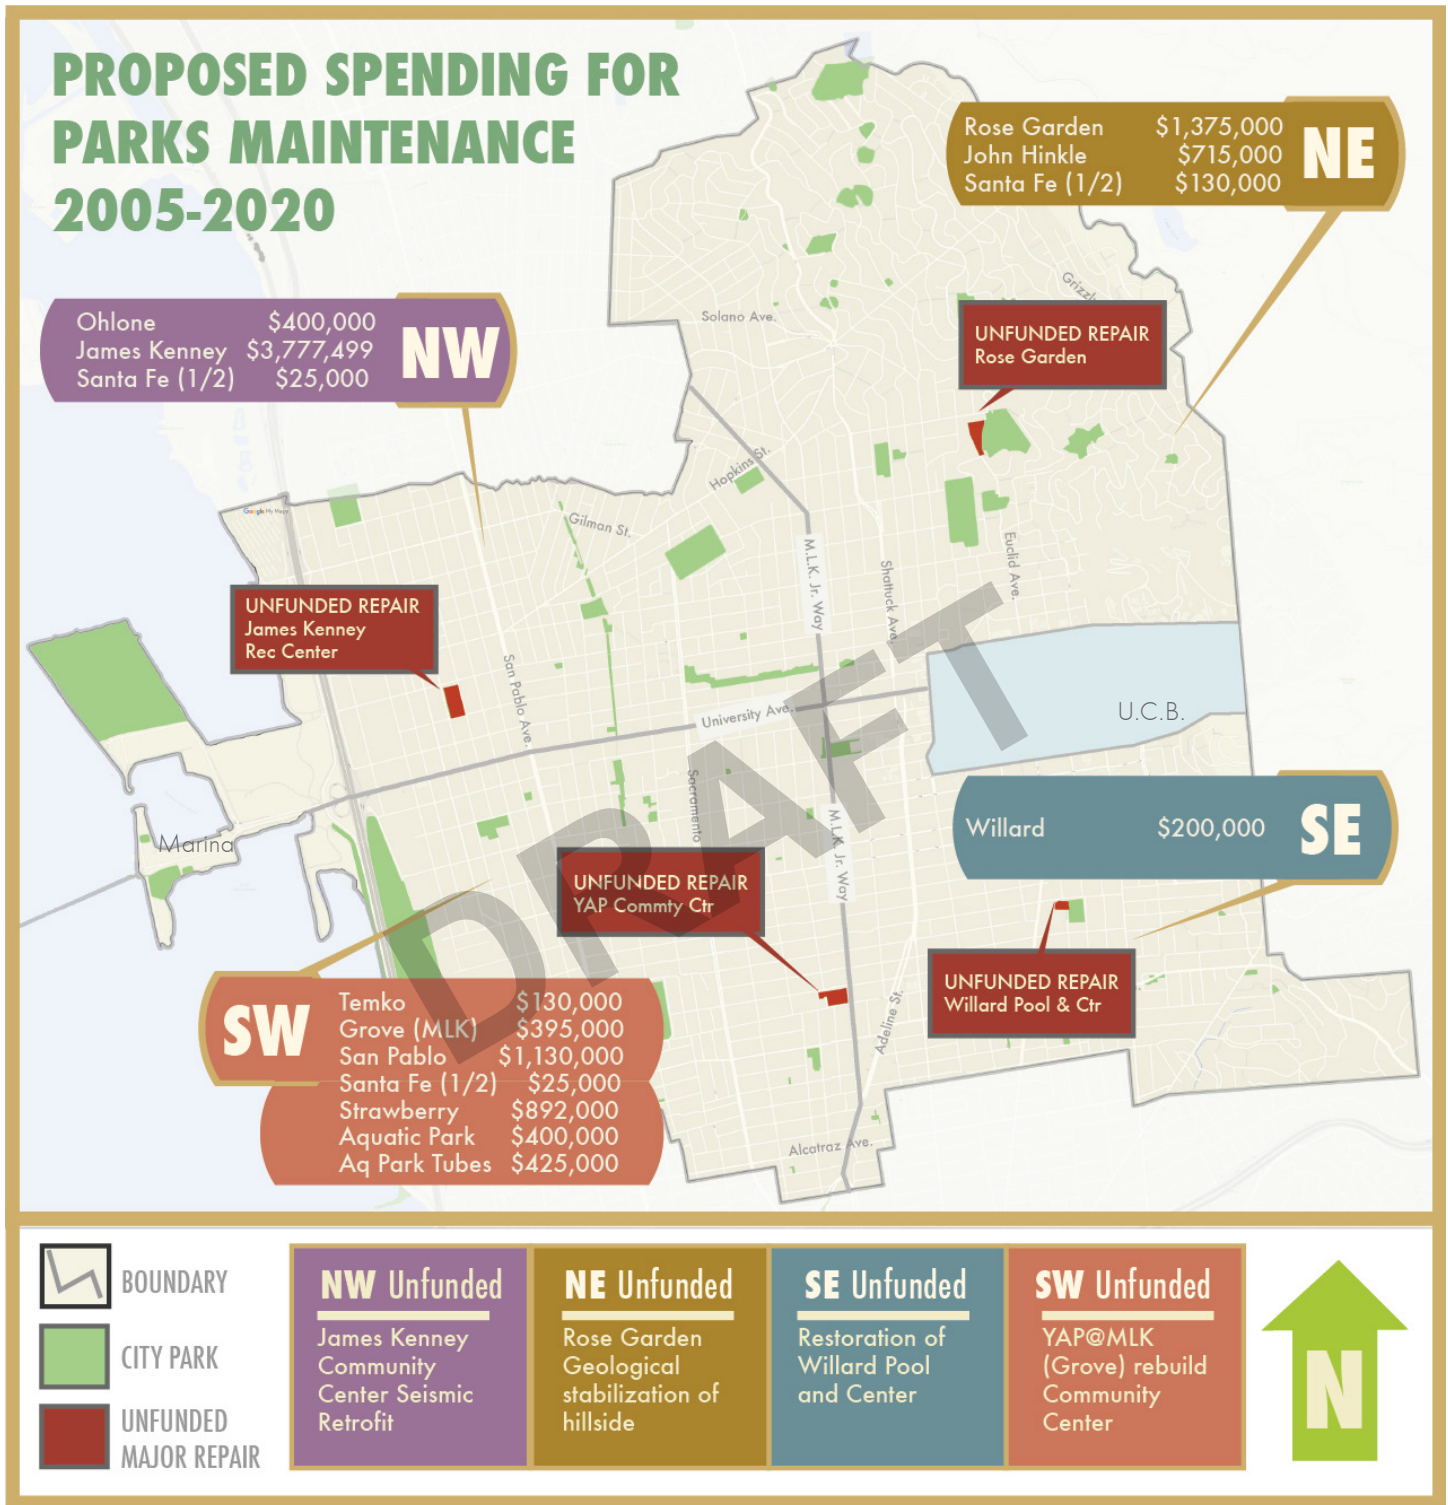 PROPOSED SPENDING FOR
PARKS MAINTENANCE
2005-2020
Rose Garden $1,375,000
John Hinkle $715,000
Santa Fe (1/2) $130,000
NE
Ohlone $400,000
James Kenney $3,777,499
Santa Fe (1/2) $25,000
NW
Solano Ave.
UNFUNDED REPAIR
Rose Garden
Hopkins St.
Gilman St.
Google My Maps
M.L.K. Jr. Way
Shattuck Ave.
Euclid Ave.
UNFUNDED REPAIR
James Kenney
Rec Center
San Pablo Ave.
University Ave.
U.C.B.
DRAFT
Sacramento
M.L.K. Jr. Way
Marina
Willard $200,000
SE
UNFUNDED REPAIR
YAP Commty Ctr
UNFUNDED REPAIR
Willard Pool & Ctr
Adeline St.
SW
Temko $130,000
Grove (MLK) $395,000
San Pablo $1,130,000
Santa Fe (1/2) $25,000
Strawberry $892,000
Aquatic Park $400,000
Aq Park Tubes $425,000
Alcatraz Ave.
BOUNDARY
CITY PARK
UNFUNDED
MAJOR REPAIR
NW Unfunded
James Kenney
Community
Center Seismic
Retrofit
NE Unfunded
Rose Garden
Geological
stabilization of
hillside
SE Unfunded
Restoration of
Willard Pool
and Center
SW Unfunded
YAP@MLK
(Grove) rebuild
Community
Center
N